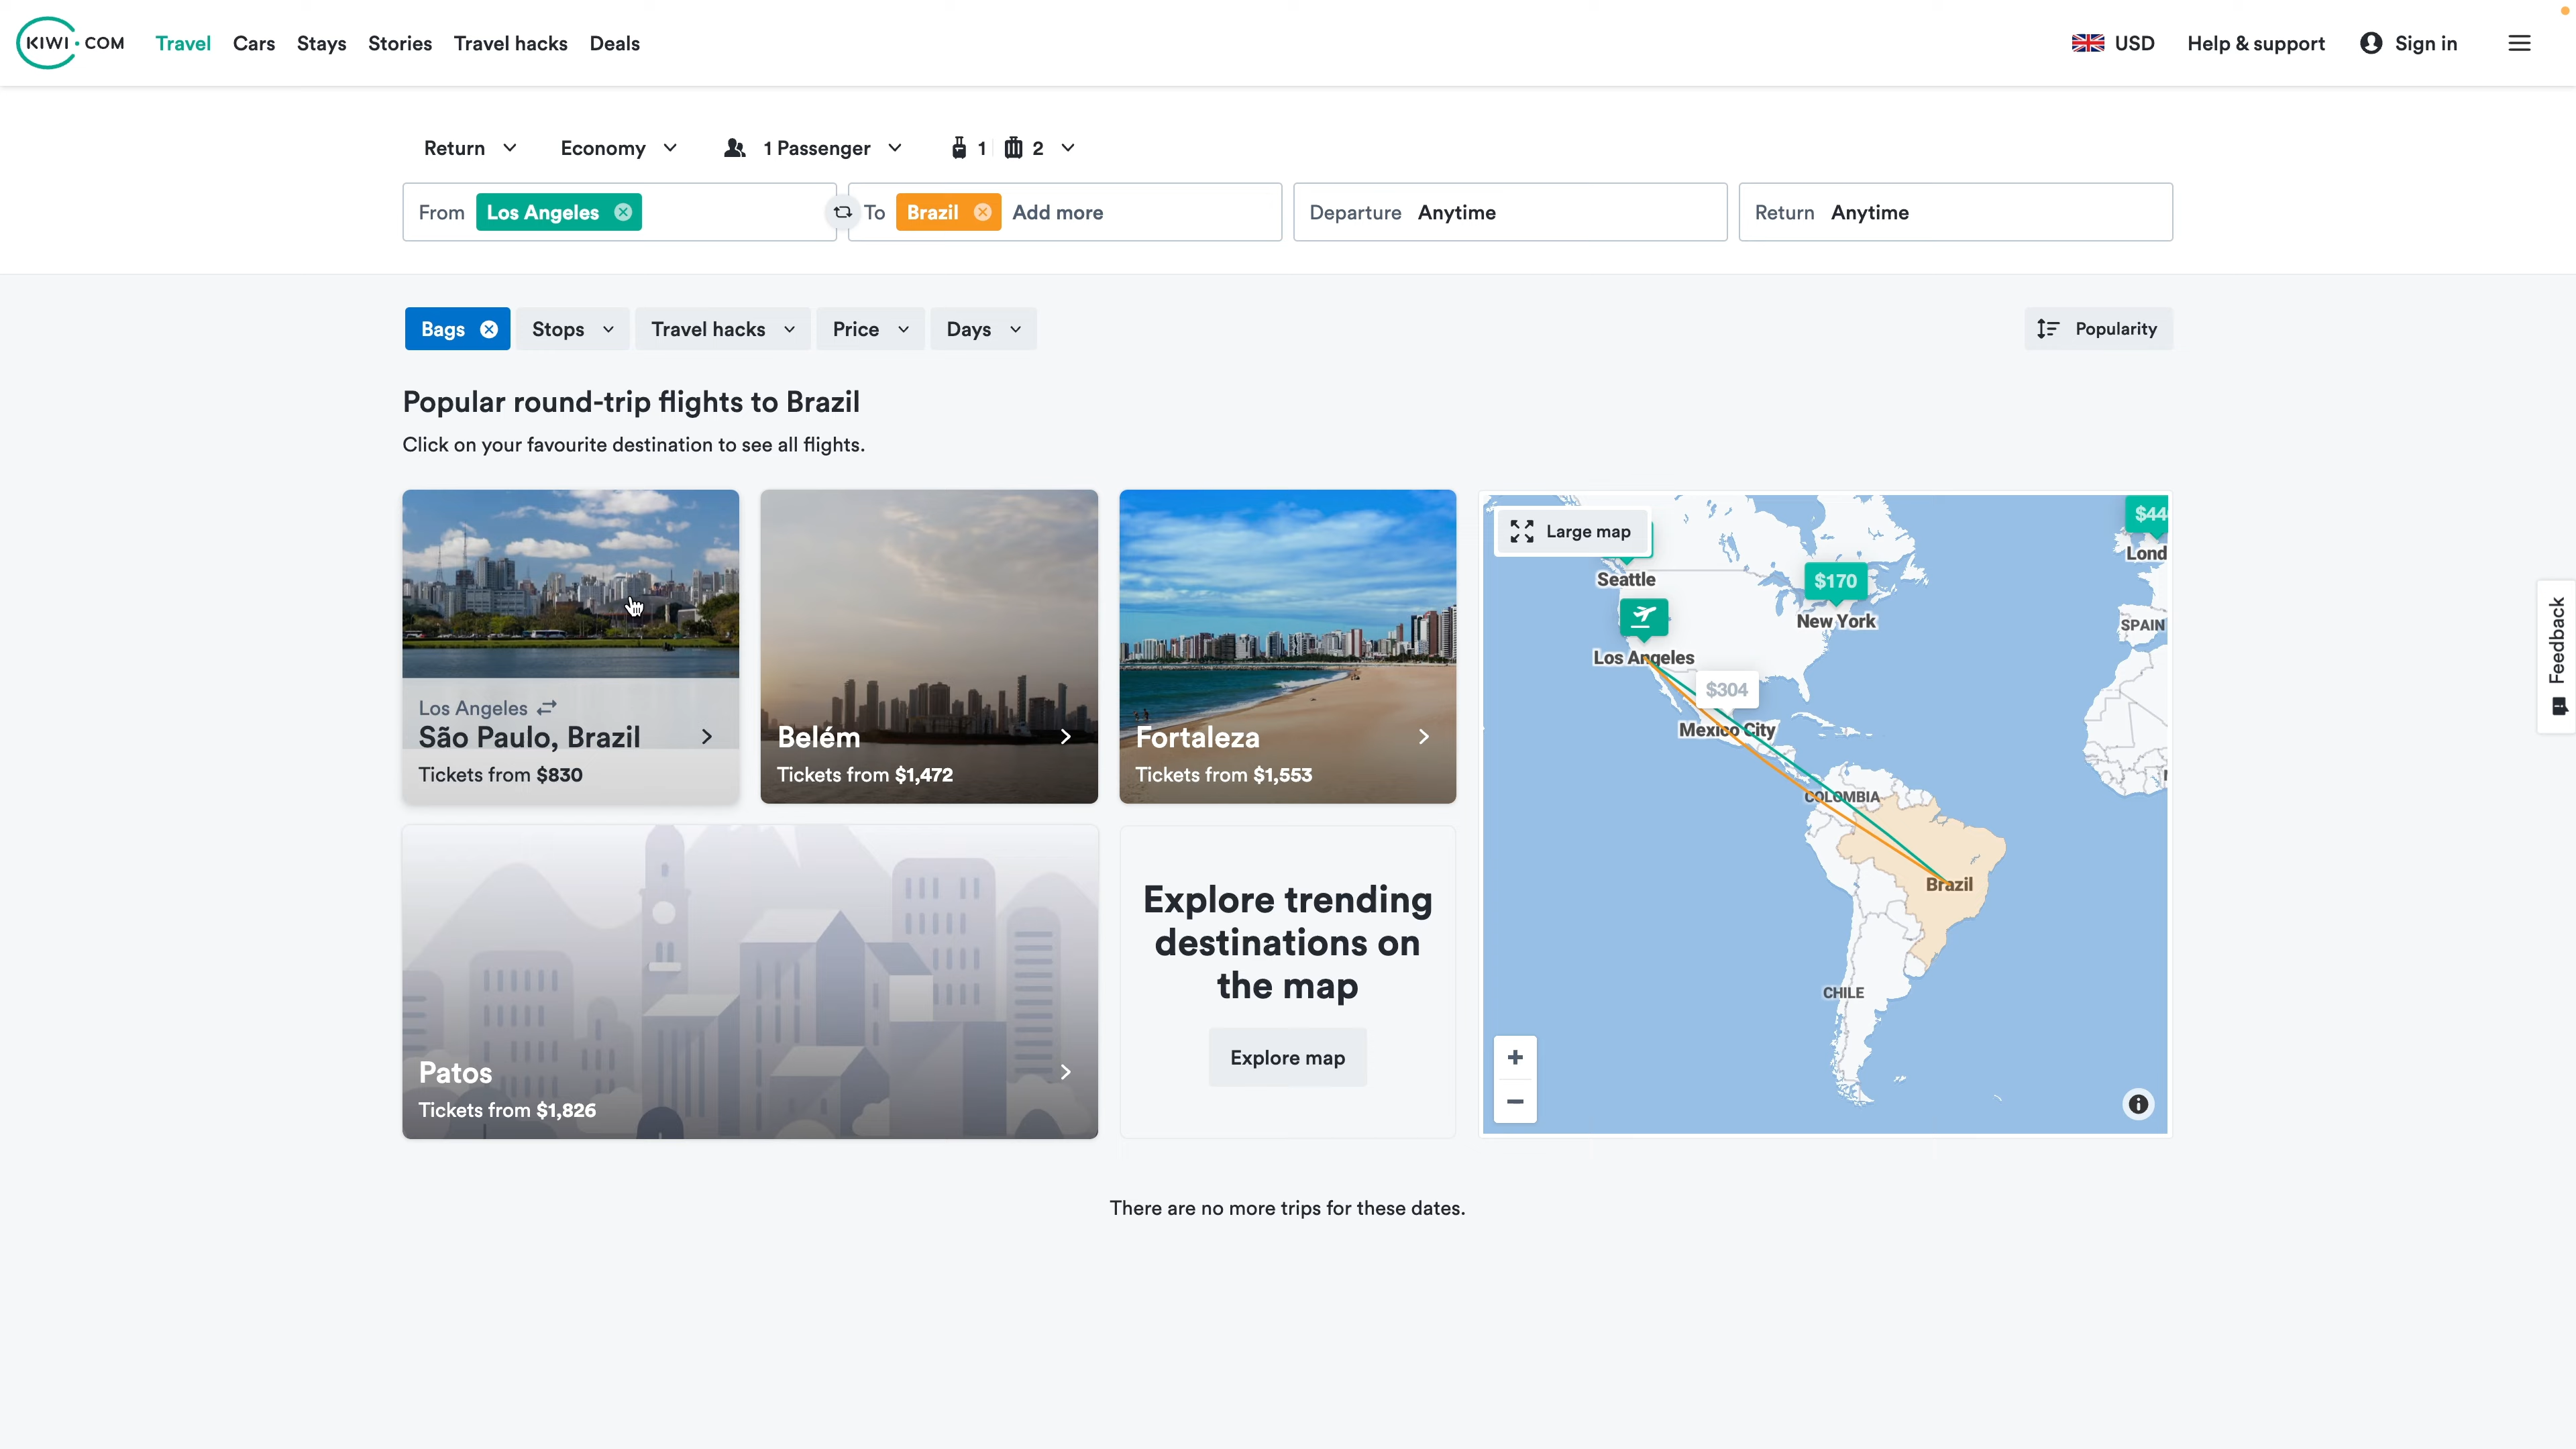 KIWI.COM Travel Cars Stays Stories Travel hacks Deals USD Help & support Sign in
Return Economy 1 Passenger 1 2
From Los Angeles To Brazil Add more Departure Anytime Return Anytime
Bags Stops Travel hacks Price Days Popularity
Popular round-trip flights to Brazil
Click on your favourite destination to see all flights.
Los Angeles
São Paulo, Brazil
Tickets from $830
Belém
Tickets from $1,472
Fortaleza
Tickets from $1,553
Patos
Tickets from $1,826
Explore trending
destinations on
the map
Explore map
Large map
Seattle
$170
New York
Los Angeles
$304
Mexico City
COLOMBIA
Brazil
CHILE
$44
Lond
SPAIN
Feedback
There are no more trips for these dates.